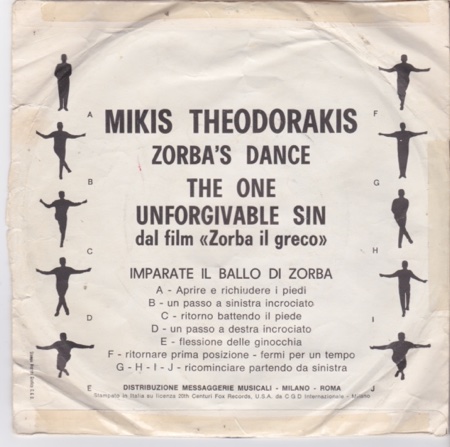 MIKIS THEODORAKIS
ZORBA'S DANCE
THE ONE
UNFORGIVABLE SIN
dal film «Zorba il greco»
IMPARATE IL BALLO DI ZORBA
A - Aprire e richiudere i piedi
B - un passo a sinistra incrociato
C - ritorno battendo il piede
D - un passo a destra incrociato
E - flessione delle ginocchia
F - ritornare prima posizione - fermi per un tempo
G - H - I - J - ricominciare partendo da sinistra
DISTRIBUZIONE MESSAGGERIE MUSICALI - MILANO - ROMA
Stampato in Italia su licenza 20th Centuri Fox Records, U.S.A. da C G D Internazionale - Milano
A
B
C
D
E
F
G
H
I
J